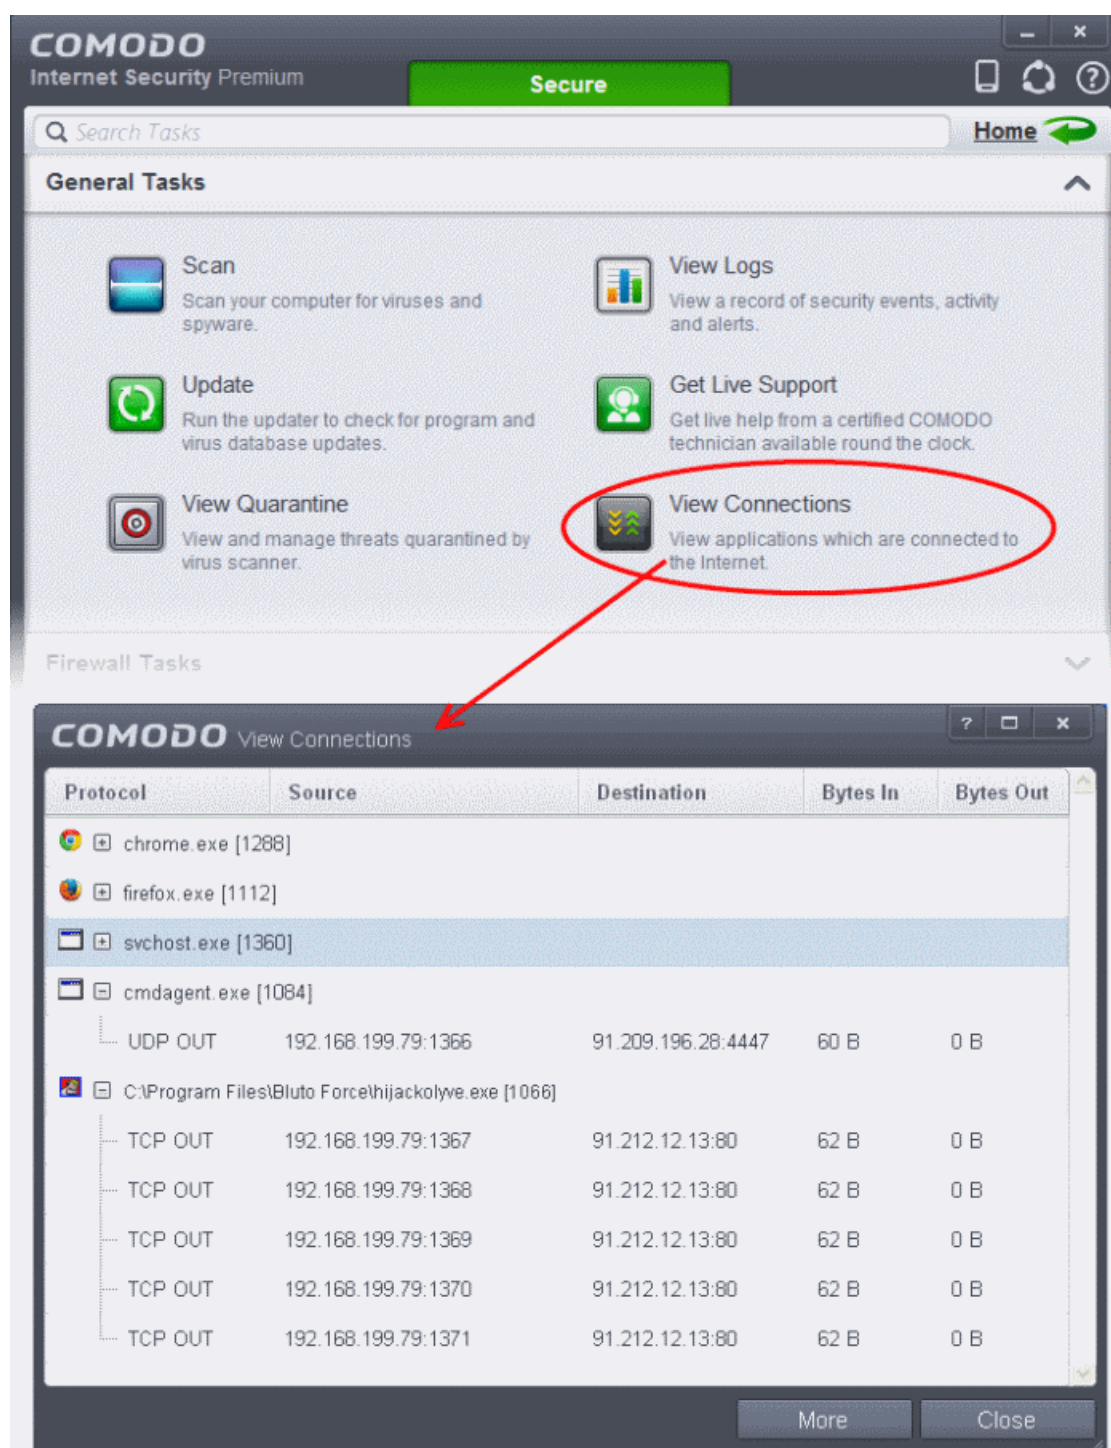 COMODO
Internet Security Premium
Secure
Search Tasks
Home
General Tasks
Scan
Scan your computer for viruses and
spyware.
View Logs
View a record of security events, activity
and alerts.
Update
Run the updater to check for program and
virus database updates.
Get Live Support
Get live help from a certified COMODO
technician available round the clock.
View Quarantine
View and manage threats quarantined by
virus scanner.
View Connections
View applications which are connected to
the Internet.
Firewall Tasks
COMODO View Connections
Protocol Source Destination Bytes In Bytes Out
chrome.exe [1288]
firefox.exe [1112]
svchost.exe [1360]
cmdagent.exe [1084]
UDP OUT 192.168.199.79:1366 91.209.196.28:4447 60 B 0 B
C:\Program Files\Bluto Force\hijackolyve.exe [1066]
TCP OUT 192.168.199.79:1367 91.212.12.13:80 62 B 0 B
TCP OUT 192.168.199.79:1368 91.212.12.13:80 62 B 0 B
TCP OUT 192.168.199.79:1369 91.212.12.13:80 62 B 0 B
TCP OUT 192.168.199.79:1370 91.212.12.13:80 62 B 0 B
TCP OUT 192.168.199.79:1371 91.212.12.13:80 62 B 0 B
More Close